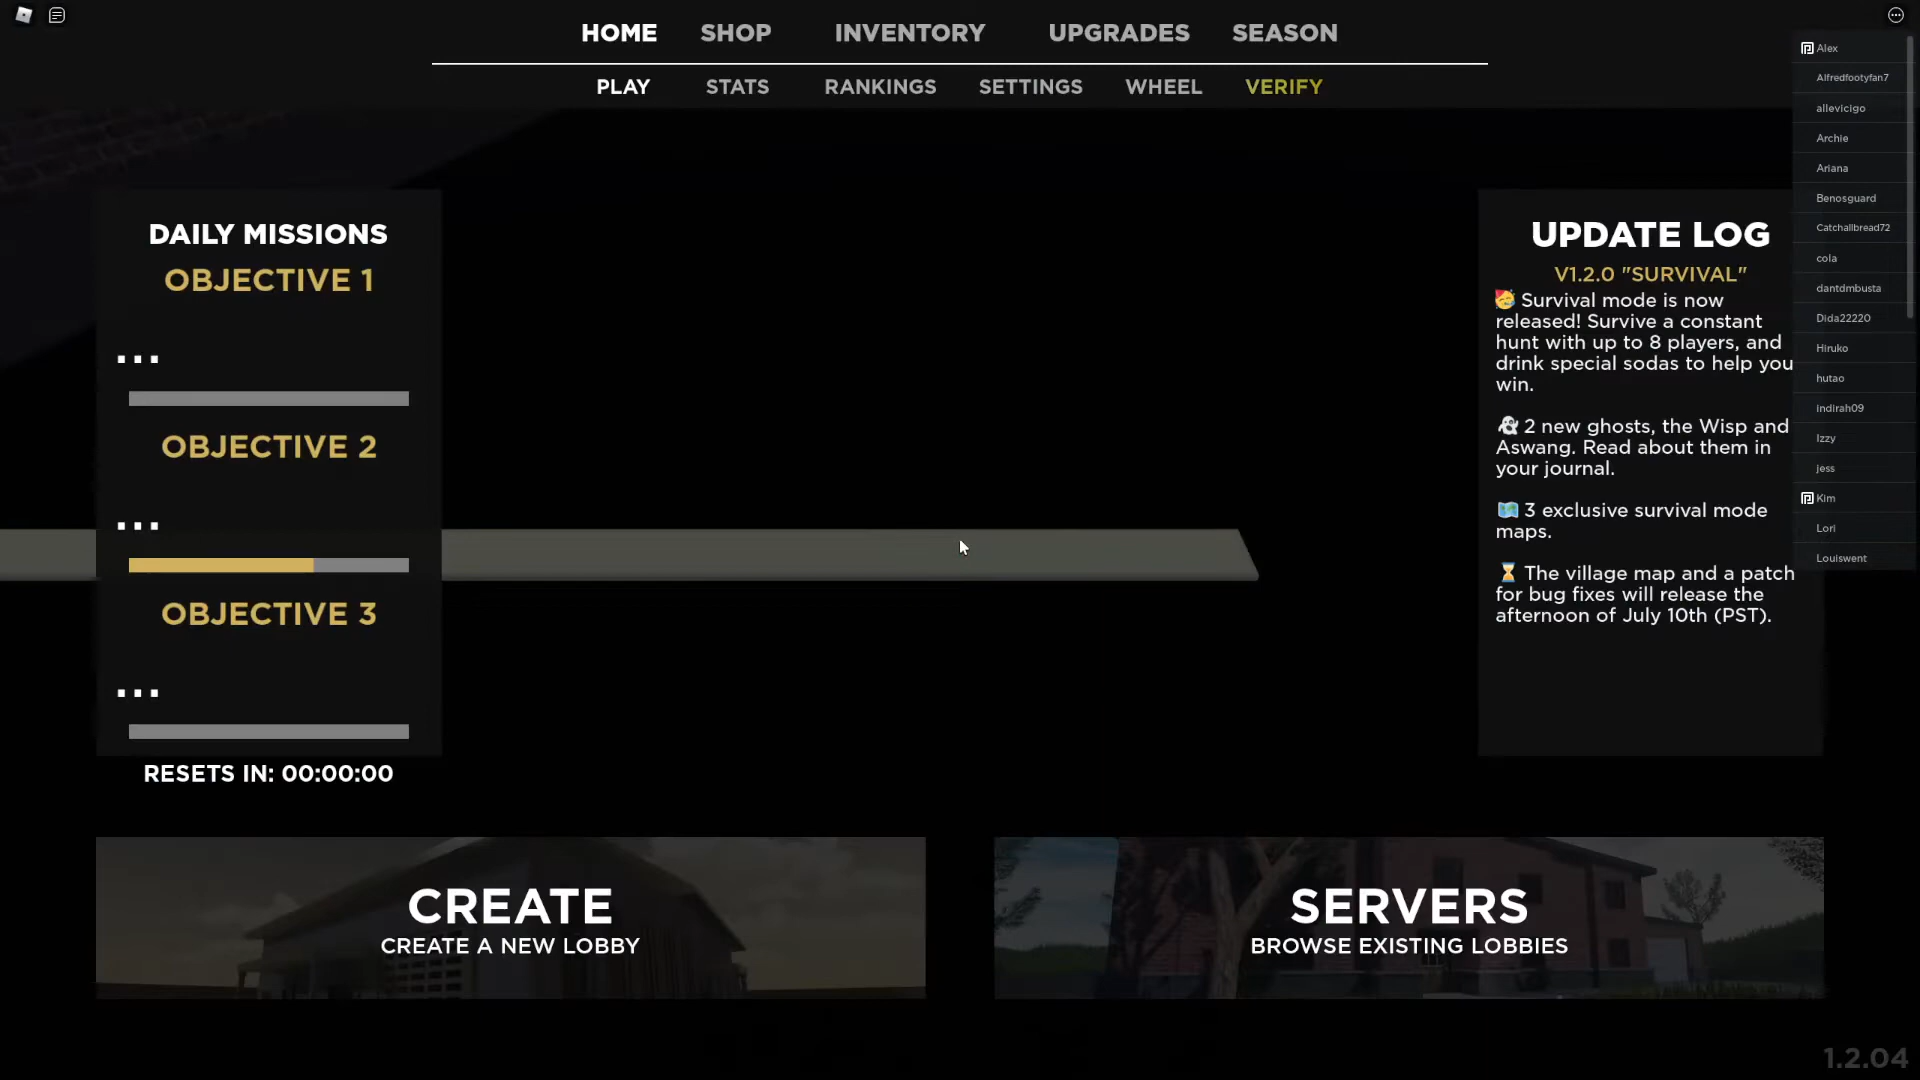 HOME SHOP INVENTORY UPGRADES SEASON
PLAY STATS RANKINGS SETTINGS WHEEL VERIFY
DAILY MISSIONS
OBJECTIVE 1
...
OBJECTIVE 2
...
OBJECTIVE 3
...
RESETS IN: 00:00:00
UPDATE LOG
V1.2.0 "SURVIVAL"
🥳 Survival mode is now
released! Survive a constant
hunt with up to 8 players, and
drink special sodas to help you
win.
👻 2 new ghosts, the Wisp and
Aswang. Read about them in
your journal.
🗺️ 3 exclusive survival mode
maps.
⏳ The village map and a patch
for bug fixes will release the
afternoon of July 10th (PST).
Alex
Alfredfootyfan7
allevicigo
Archie
Ariana
Benosguard
Catchallbread72
cola
dantdmbusta
Dida22220
Hiruko
hutao
indirah09
Izzy
jess
Kim
Lori
Louiswent
CREATE
CREATE A NEW LOBBY
SERVERS
BROWSE EXISTING LOBBIES
1.2.04